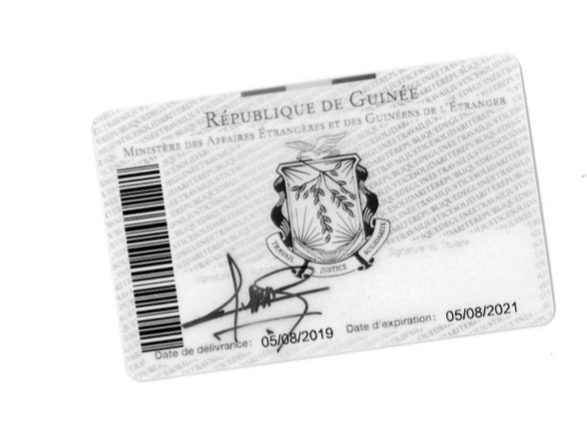 RÉPUBLIQUE DE GUINÉE
MINISTÈRE DES AFFAIRES ÉTRANGÈRES ET DES GUINÉENS DE L'ÉTRANGER
TRAVAIL JUSTICE SOLIDARITÉ
Date de délivrance: 05/08/2019 Date d'expiration: 05/08/2021